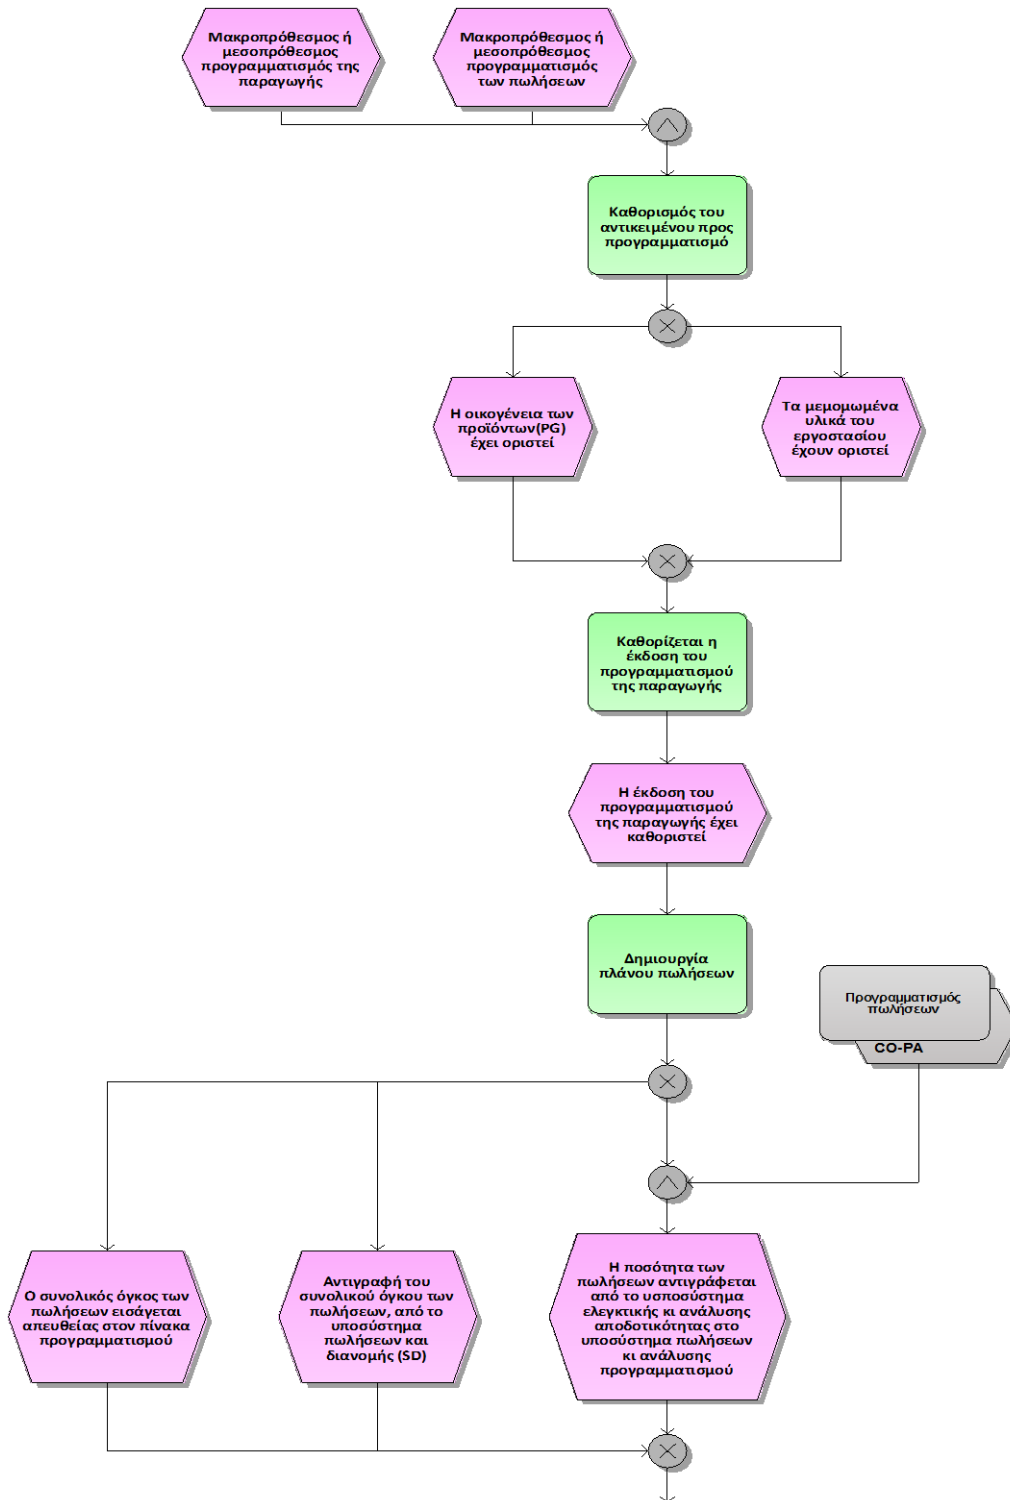 Μακροπρόθεσμος ή
μεσοπρόθεσμος
προγραμματισμός της
παραγωγής
Μακροπρόθεσμος ή
μεσοπρόθεσμος
προγραμματισμός
των πωλήσεων
Καθορισμός του
αντικειμένου προς
προγραμματισμό
Η οικογένεια των
προϊόντων(PG)
έχει οριστεί
Τα μεμομωμένα
υλικά του
εργοστασίου
έχουν οριστεί
Καθορίζεται η
έκδοση του
προγραμματισμού
της παραγωγής
Η έκδοση του
προγραμματισμού
της παραγωγής έχει
καθοριστεί
Δημιουργία
πλάνου πωλήσεων
Προγραμματισμός
πωλήσεων
CO-PA
Ο συνολικός όγκος των
πωλήσεων εισάγεται
απευθείας στον πίνακα
προγραμματισμού
Αντιγραφή του
συνολικού όγκου των
πωλήσεων, από το
υποσύστημα
πωλήσεων και
διανομής (SD)
Η ποσότητα των
πωλήσεων αντιγράφεται
από το υσποσύστημα
ελεγκτικής κι ανάλυσης
αποδοτικότητας στο
υποσύστημα πωλήσεων
κι ανάλυσης
προγραμματισμού